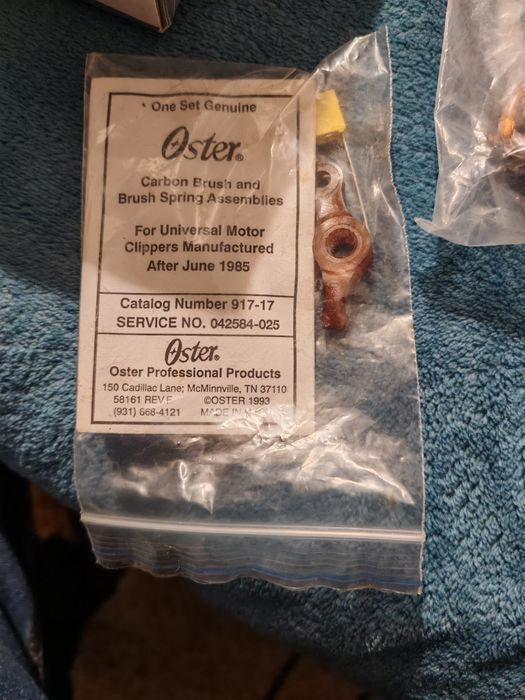 One Set Genuine
Oster®
Carbon Brush and
Brush Spring Assemblies
For Universal Motor
Clippers Manufactured
After June 1985
Catalog Number 917-17
SERVICE NO. 042584-025
Oster®
Oster Professional Products
150 Cadillac Lane; McMinnville, TN 37110
58161 REV.F ©OSTER 1993
(931) 668-4121 MADE IN